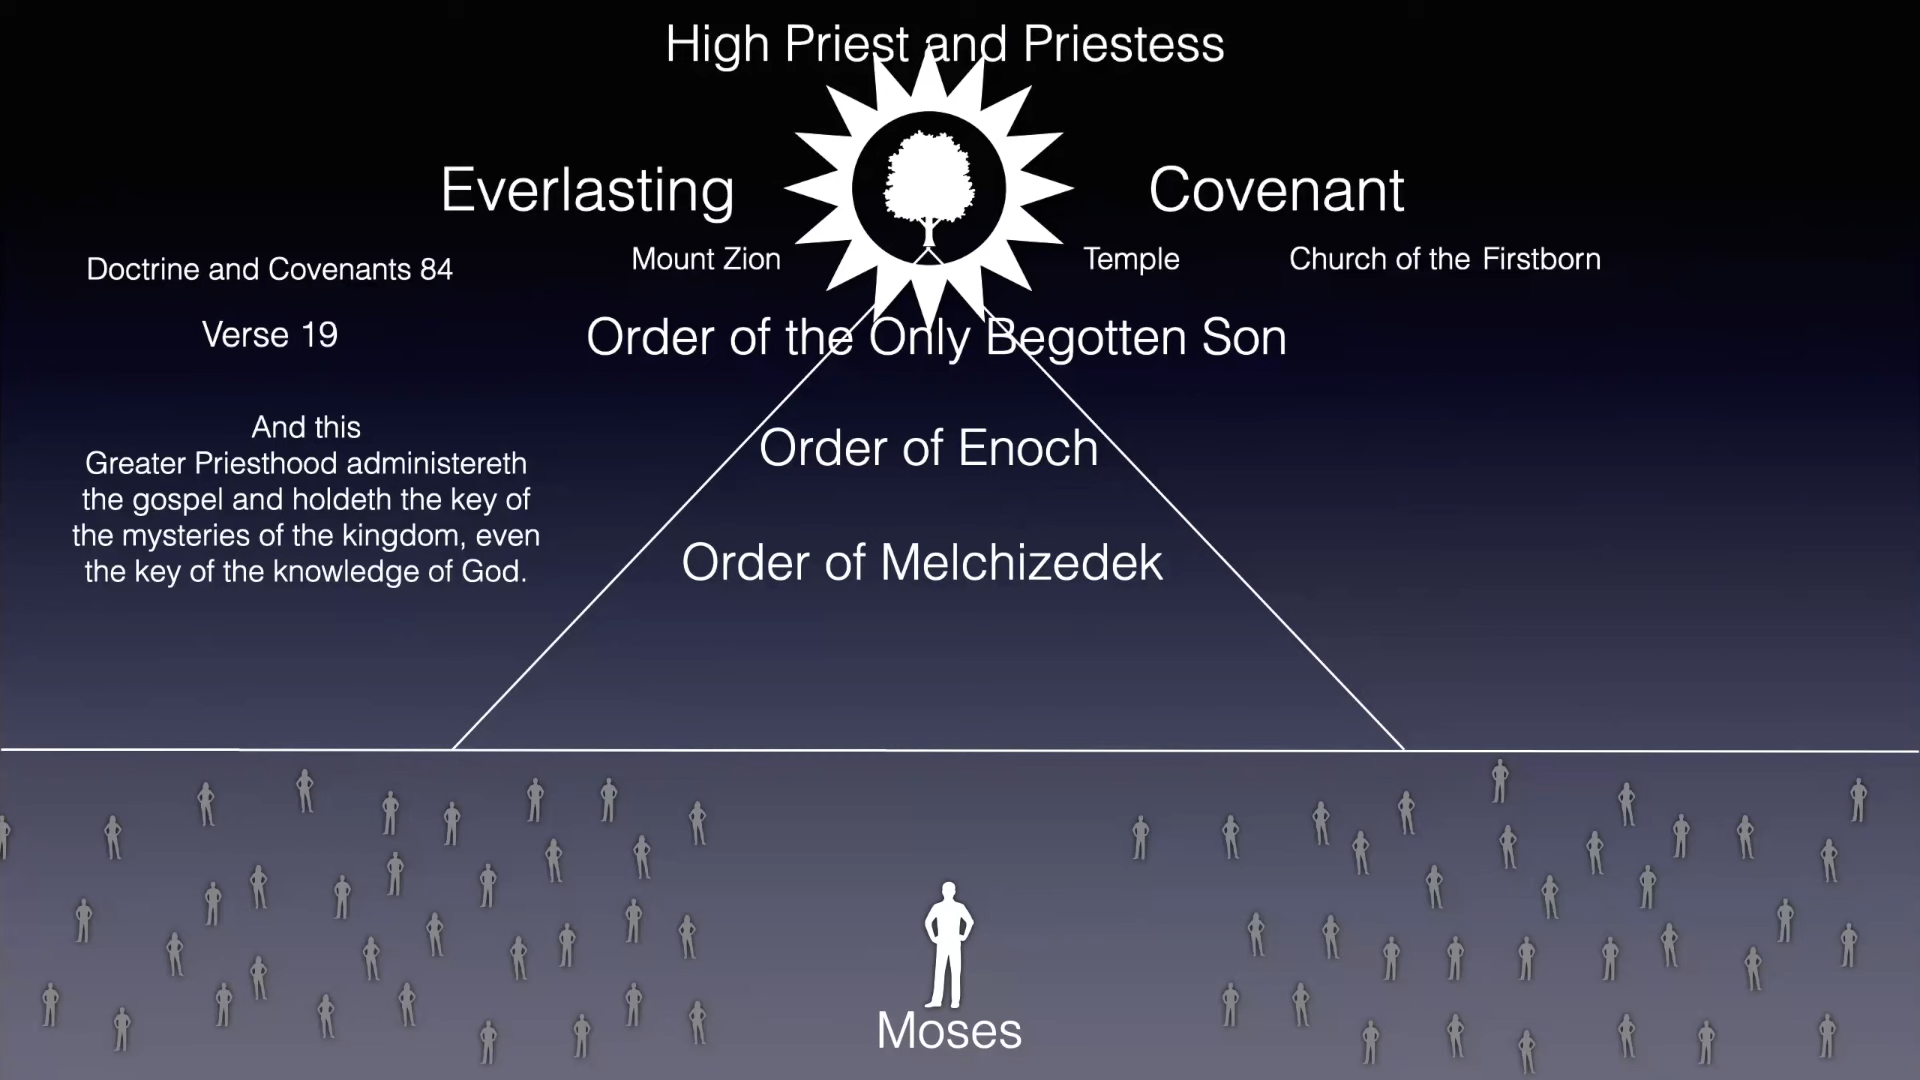 High Priest and Priestess
Everlasting
Covenant
Mount Zion
Temple
Church of the Firstborn
Doctrine and Covenants 84
Verse 19
And this
Greater Priesthood administereth
the gospel and holdeth the key of
the mysteries of the kingdom, even
the key of the knowledge of God.
Order of the Only Begotten Son
Order of Enoch
Order of Melchizedek
Moses